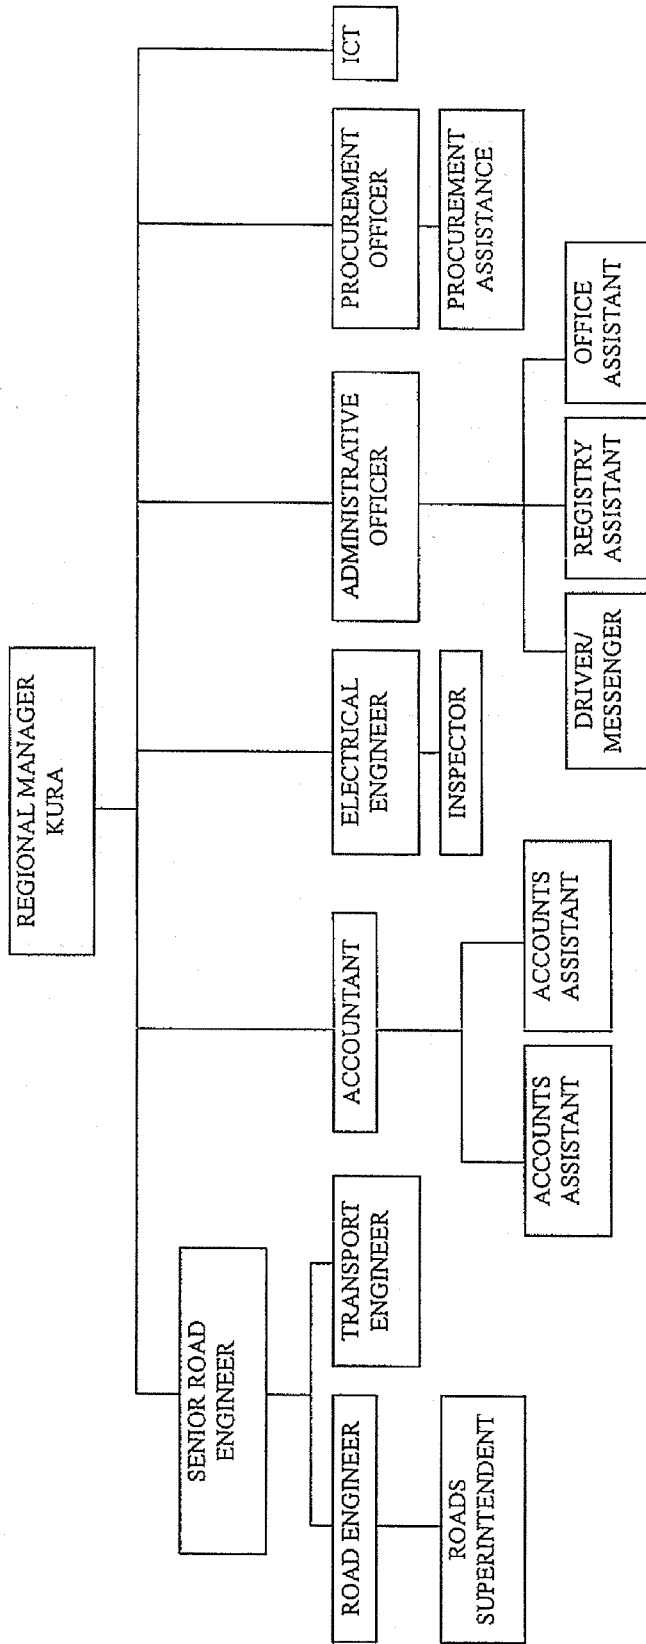 REGIONAL MANAGER
KURA
SENIOR ROAD
ENGINEER
ROAD ENGINEER
TRANSPORT
ENGINEER
ROADS
SUPERINTENDENT
ACCOUNTANT
ACCOUNTS
ASSISTANT
ACCOUNTS
ASSISTANT
ELECTRICAL
ENGINEER
INSPECTOR
ADMINISTRATIVE
OFFICER
DRIVER/
MESSENGER
REGISTRY
ASSISTANT
OFFICE
ASSISTANT
PROCUREMENT
OFFICER
PROCUREMENT
ASSISTANCE
ICT